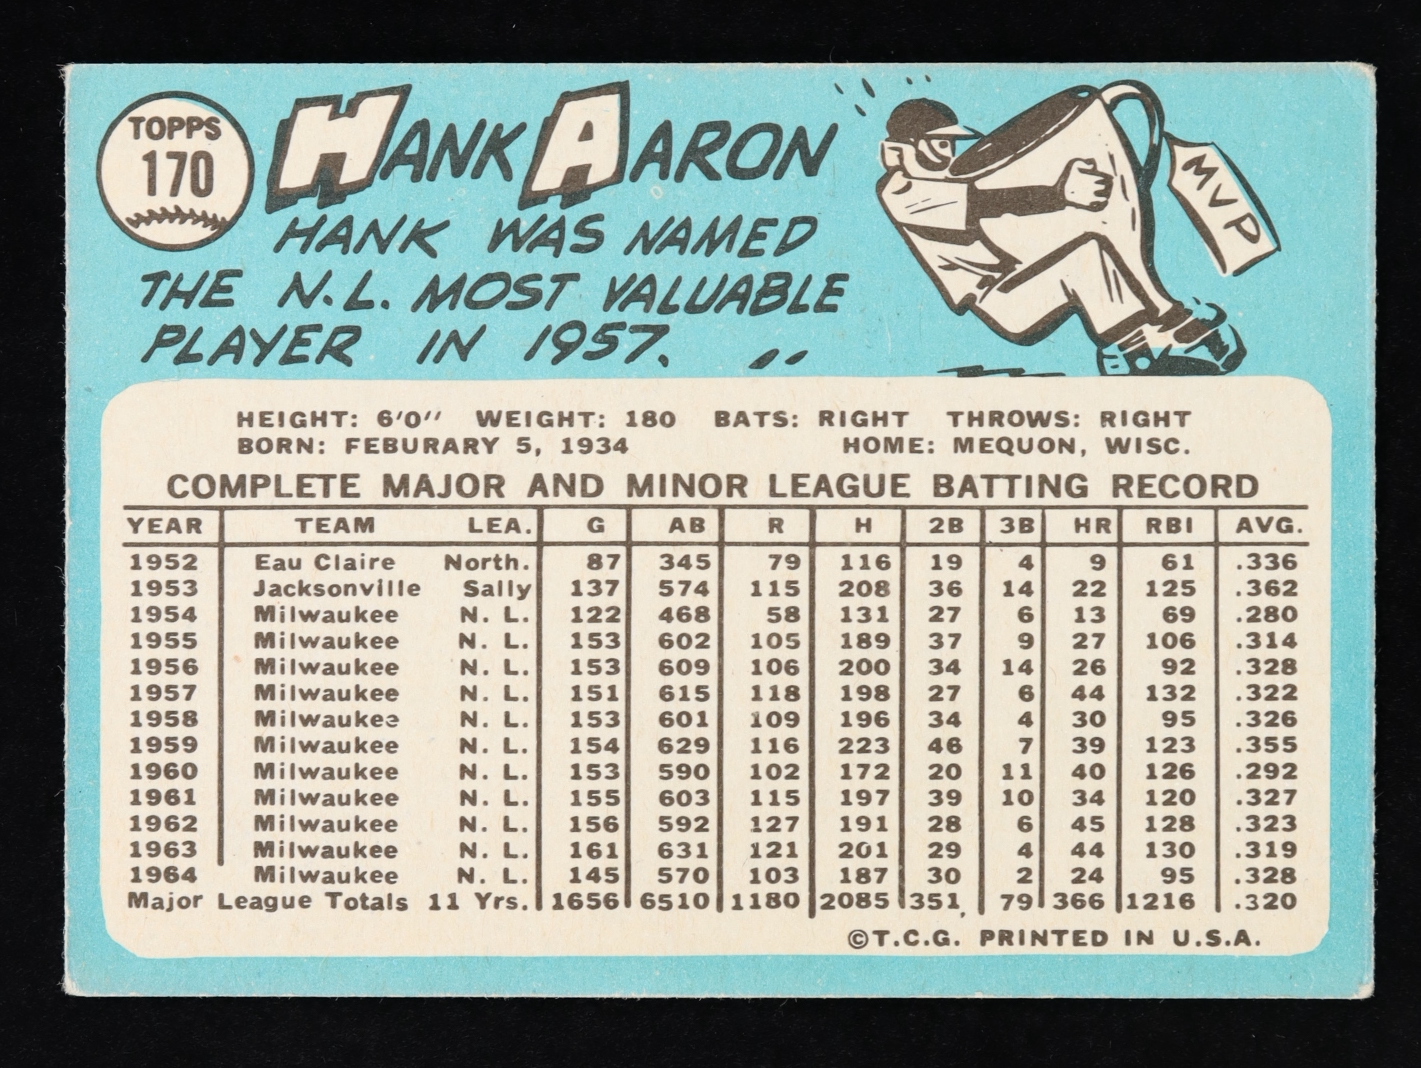 TOPPS
170
HANK AARON
HANK WAS NAMED
THE N.L. MOST VALUABLE
PLAYER IN 1957.
MVP
HEIGHT: 6'0" WEIGHT: 180 BATS: RIGHT THROWS: RIGHT
BORN: FEBURARY 5, 1934 HOME: MEQUON, WISC.
COMPLETE MAJOR AND MINOR LEAGUE BATTING RECORD
YEAR TEAM LEA. G AB R H 2B 3B HR RBI AVG.
1952 Eau Claire North. 87 345 79 116 19 4 9 61 .336
1953 Jacksonville Sally 137 574 115 208 36 14 22 125 .362
1954 Milwaukee N. L. 122 468 58 131 27 6 13 69 .280
1955 Milwaukee N. L. 153 602 105 189 37 9 27 106 .314
1956 Milwaukee N. L. 153 609 106 200 34 14 26 92 .328
1957 Milwaukee N. L. 151 615 118 198 27 6 44 132 .322
1958 Milwaukee N. L. 153 601 109 196 34 4 30 95 .326
1959 Milwaukee N. L. 154 629 116 223 46 7 39 123 .355
1960 Milwaukee N. L. 153 590 102 172 20 11 40 126 .292
1961 Milwaukee N. L. 155 603 115 197 39 10 34 120 .327
1962 Milwaukee N. L. 156 592 127 191 28 6 45 128 .323
1963 Milwaukee N. L. 161 631 121 201 29 4 44 130 .319
1964 Milwaukee N. L. 145 570 103 187 30 2 24 95 .328
Major League Totals 11 Yrs. 1656 6510 1180 2085 351 79 366 1216 .320
©T.C.G. PRINTED IN U.S.A.